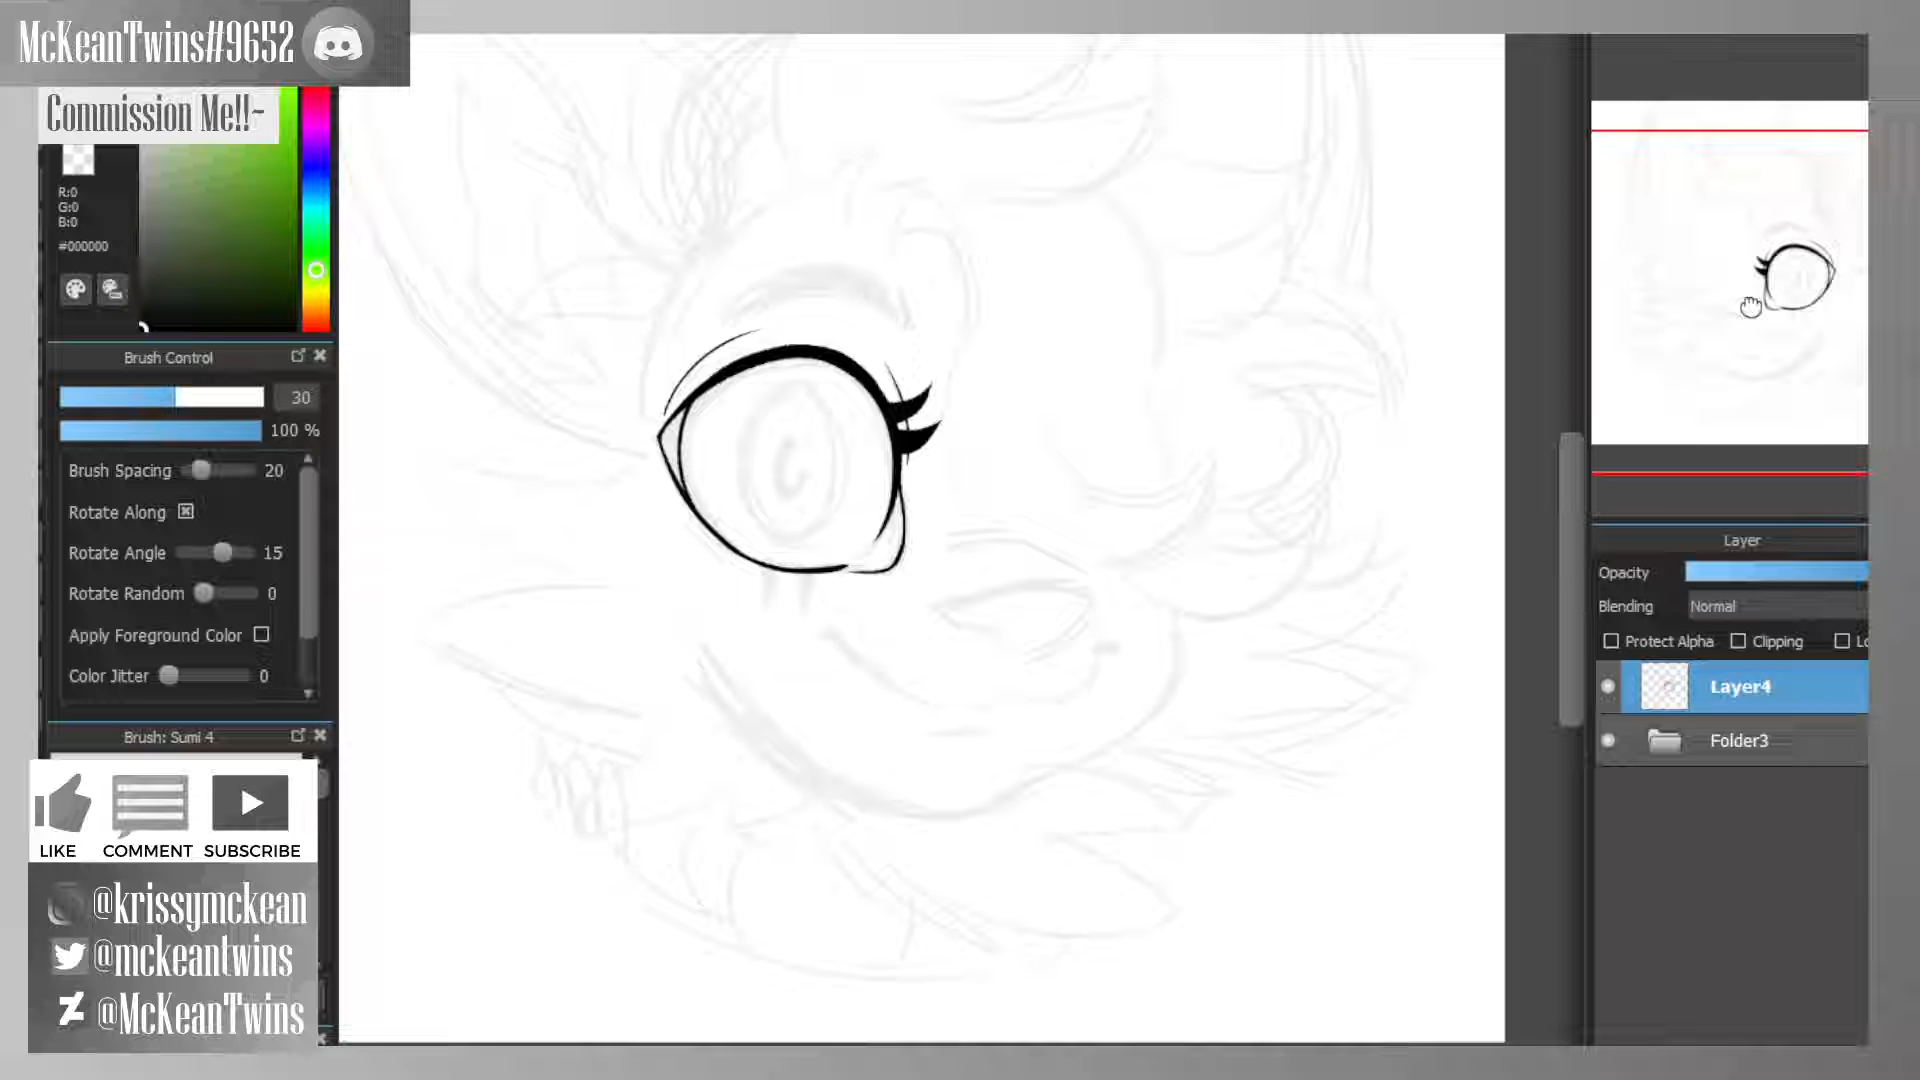 McKeanTwins#9652
Commission Me!!~
R:0
G:0
B:0
#000000
Brush Control
30
100 %
Brush Spacing 20
Rotate Along
Rotate Angle 15
Rotate Random 0
Apply Foreground Color
Color Jitter 0
Brush: Sumi 4
LIKE COMMENT SUBSCRIBE
@krissymckean
@mckeantwins
@McKeanTwins
Layer
Opacity
Blending Normal
Protect Alpha Clipping
Layer4
Folder3